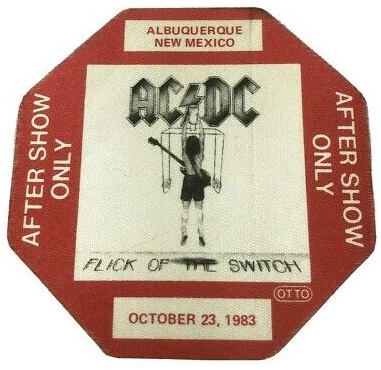 ALBUQUERQUE
NEW MEXICO
AC⚡DC
AFTER SHOW
ONLY
AFTER SHOW
ONLY
FLICK OF THE SWITCH
OTTO
OCTOBER 23, 1983